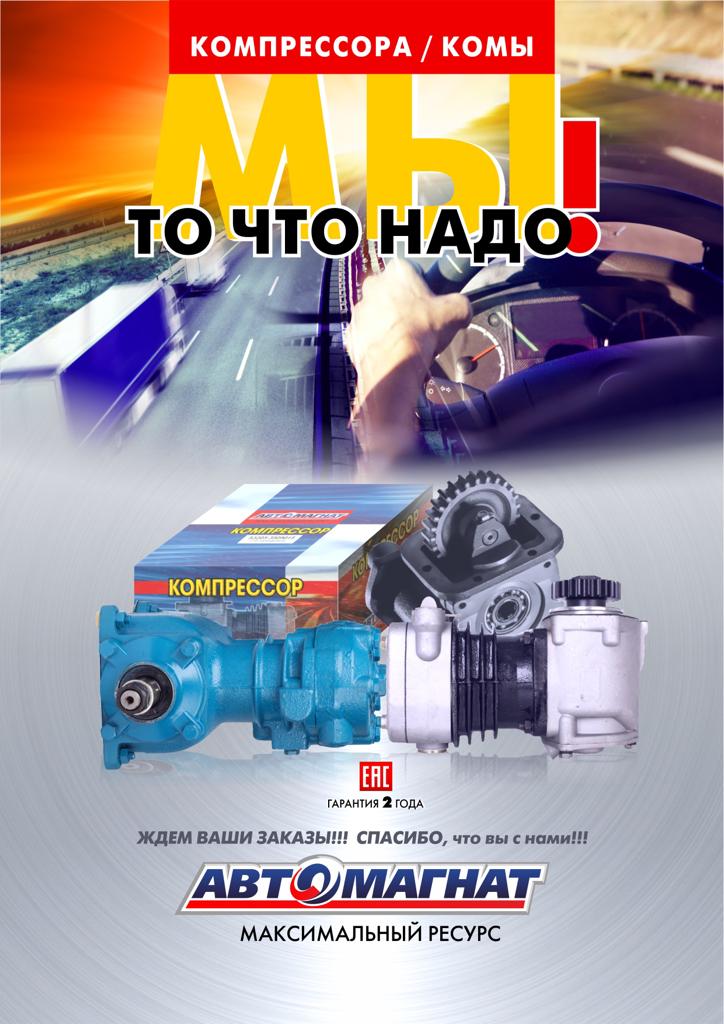 КОМПРЕССОРА / КОМЫ
МЫ!
ТО ЧТО НАДО
АВТОМАГНАТ
КОМПРЕССОР
КОМПРЕССОР
КОМПРЕССОР
ЕАС
ГАРАНТИЯ 2 ГОДА
ЖДЕМ ВАШИ ЗАКАЗЫ!!! СПАСИБО, что вы с нами!!!
АВТОМАГНАТ
МАКСИМАЛЬНЫЙ РЕСУРС